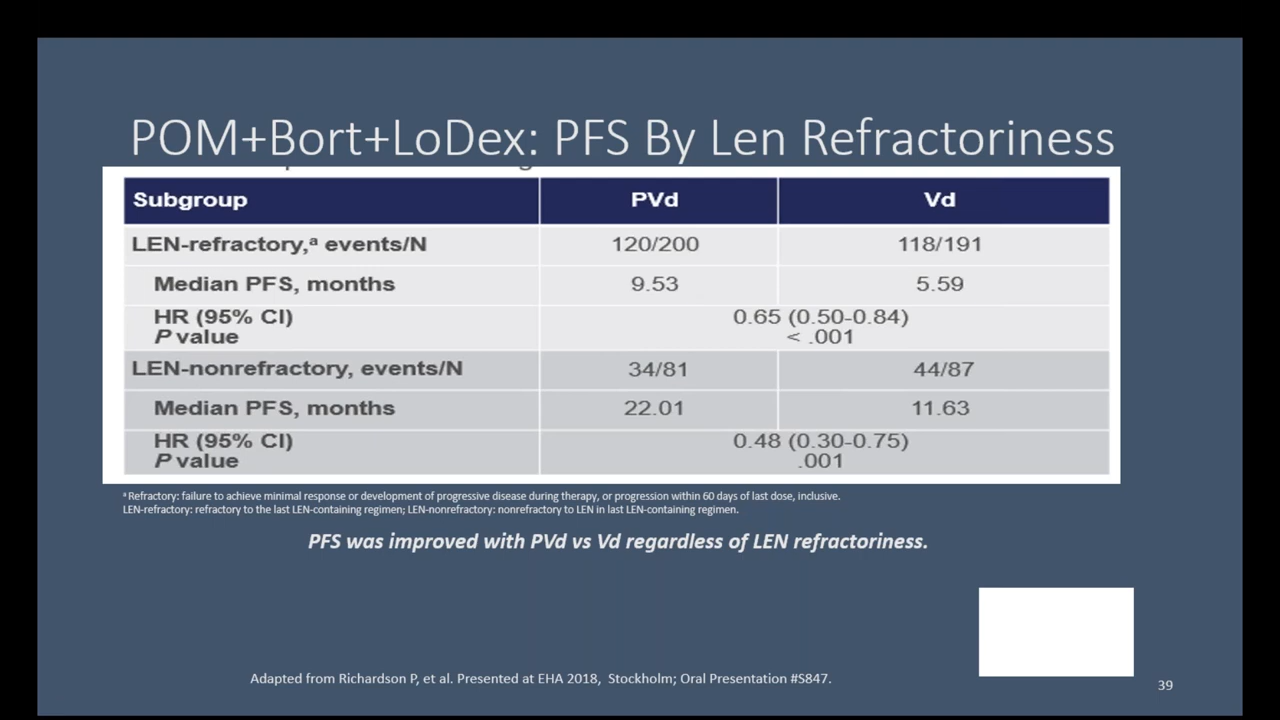 POM+Bort+LoDex: PFS By Len Refractoriness
Subgroup PVd Vd
LEN-refractory,ᵃ events/N 120/200 118/191
Median PFS, months 9.53 5.59
HR (95% CI) 0.65 (0.50-0.84)
P value < .001
LEN-nonrefractory, events/N 34/81 44/87
Median PFS, months 22.01 11.63
HR (95% CI) 0.48 (0.30-0.75)
P value .001
ᵃ Refractory: failure to achieve minimal response or development of progressive disease during therapy, or progression within 60 days of last dose, inclusive.
LEN-refractory: refractory to the last LEN-containing regimen; LEN-nonrefractory: nonrefractory to LEN in last LEN-containing regimen.
PFS was improved with PVd vs Vd regardless of LEN refractoriness.
Adapted from Richardson P, et al. Presented at EHA 2018, Stockholm; Oral Presentation #S847.
39